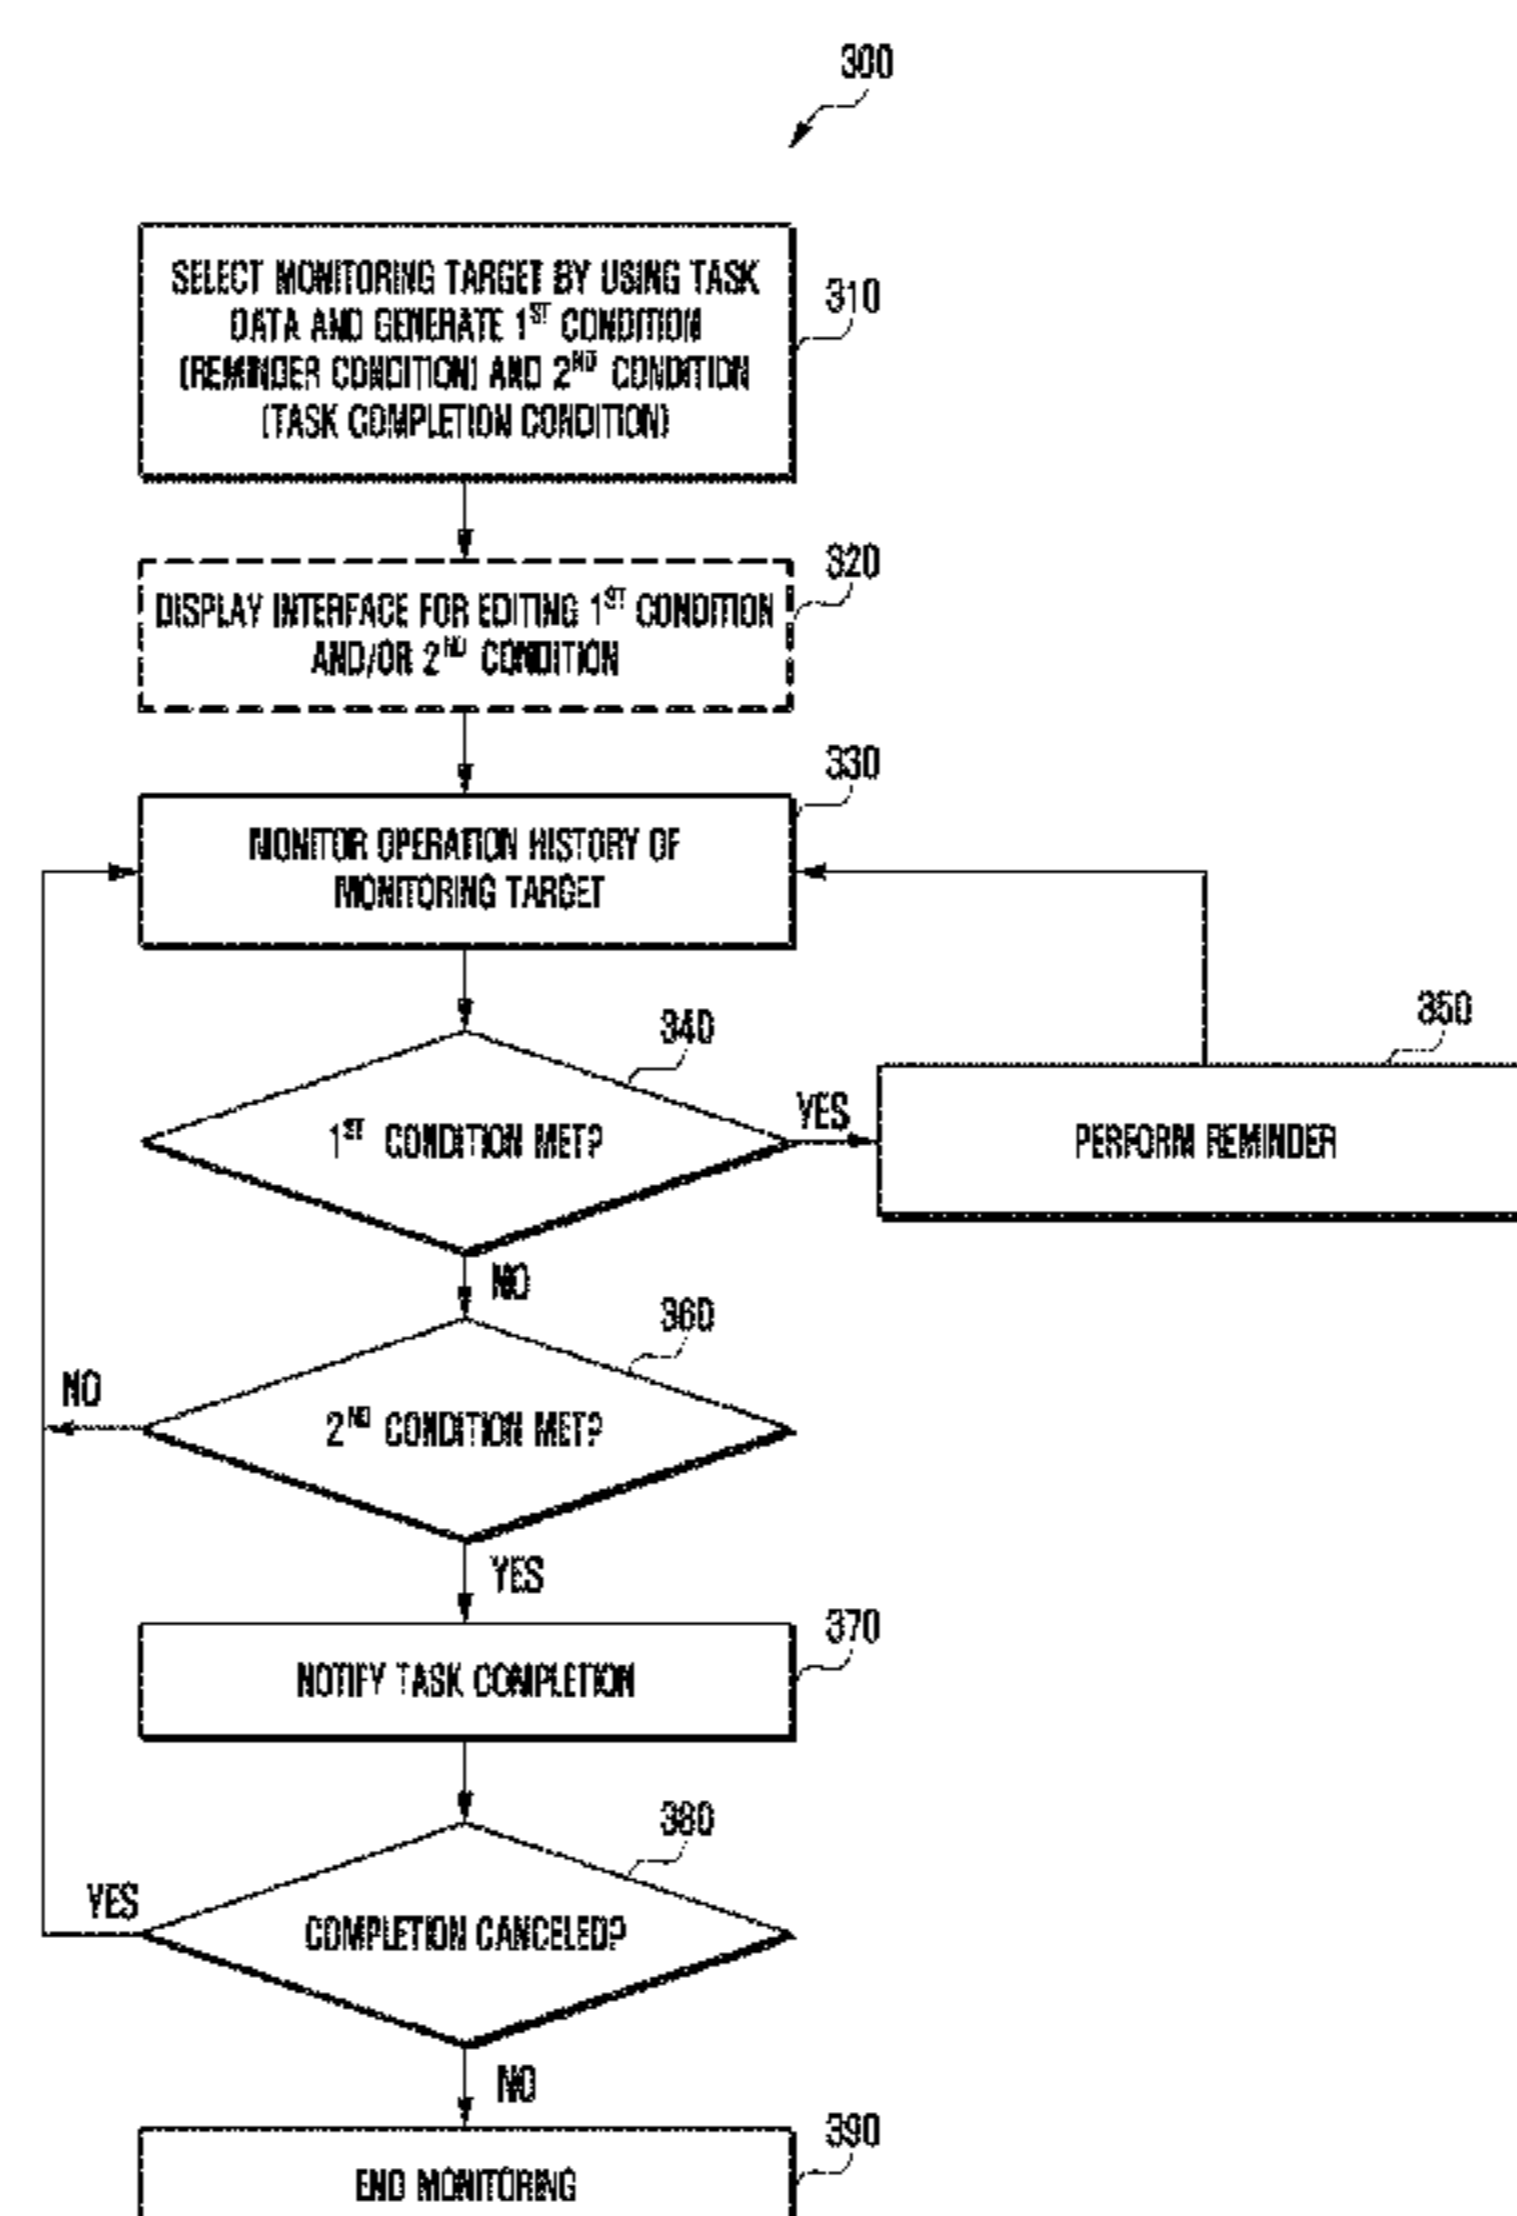 300
SELECT MONITORING TARGET BY USING TASK
DATA AND GENERATE 1ST CONDITION
(REMINDER CONDITION) AND 2ND CONDITION
(TASK COMPLETION CONDITION)
310
DISPLAY INTERFACE FOR EDITING 1ST CONDITION
AND/OR 2ND CONDITION
320
MONITOR OPERATION HISTORY OF
MONITORING TARGET
330
1ST CONDITION MET?
340
YES
PERFORM REMINDER
350
NO
2ND CONDITION MET?
360
NO
YES
NOTIFY TASK COMPLETION
370
COMPLETION CANCELED?
380
YES
NO
END MONITORING
390